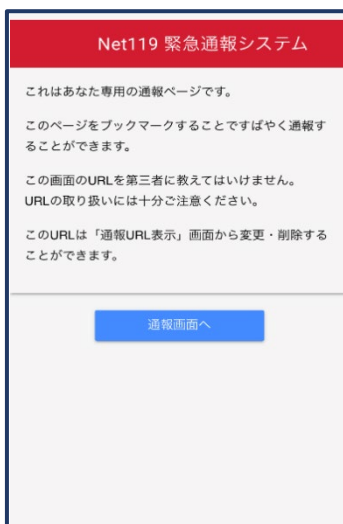 Net119 緊急通報システム
これはあなた専用の通報ページです。
このページをブックマークすることですばやく通報す
ることができます。
この画面のURLを第三者に教えてはいけません。
URLの取り扱いには十分ご注意ください。
このURLは「通報URL表示」画面から変更・削除する
ことができます。
通報画面へ